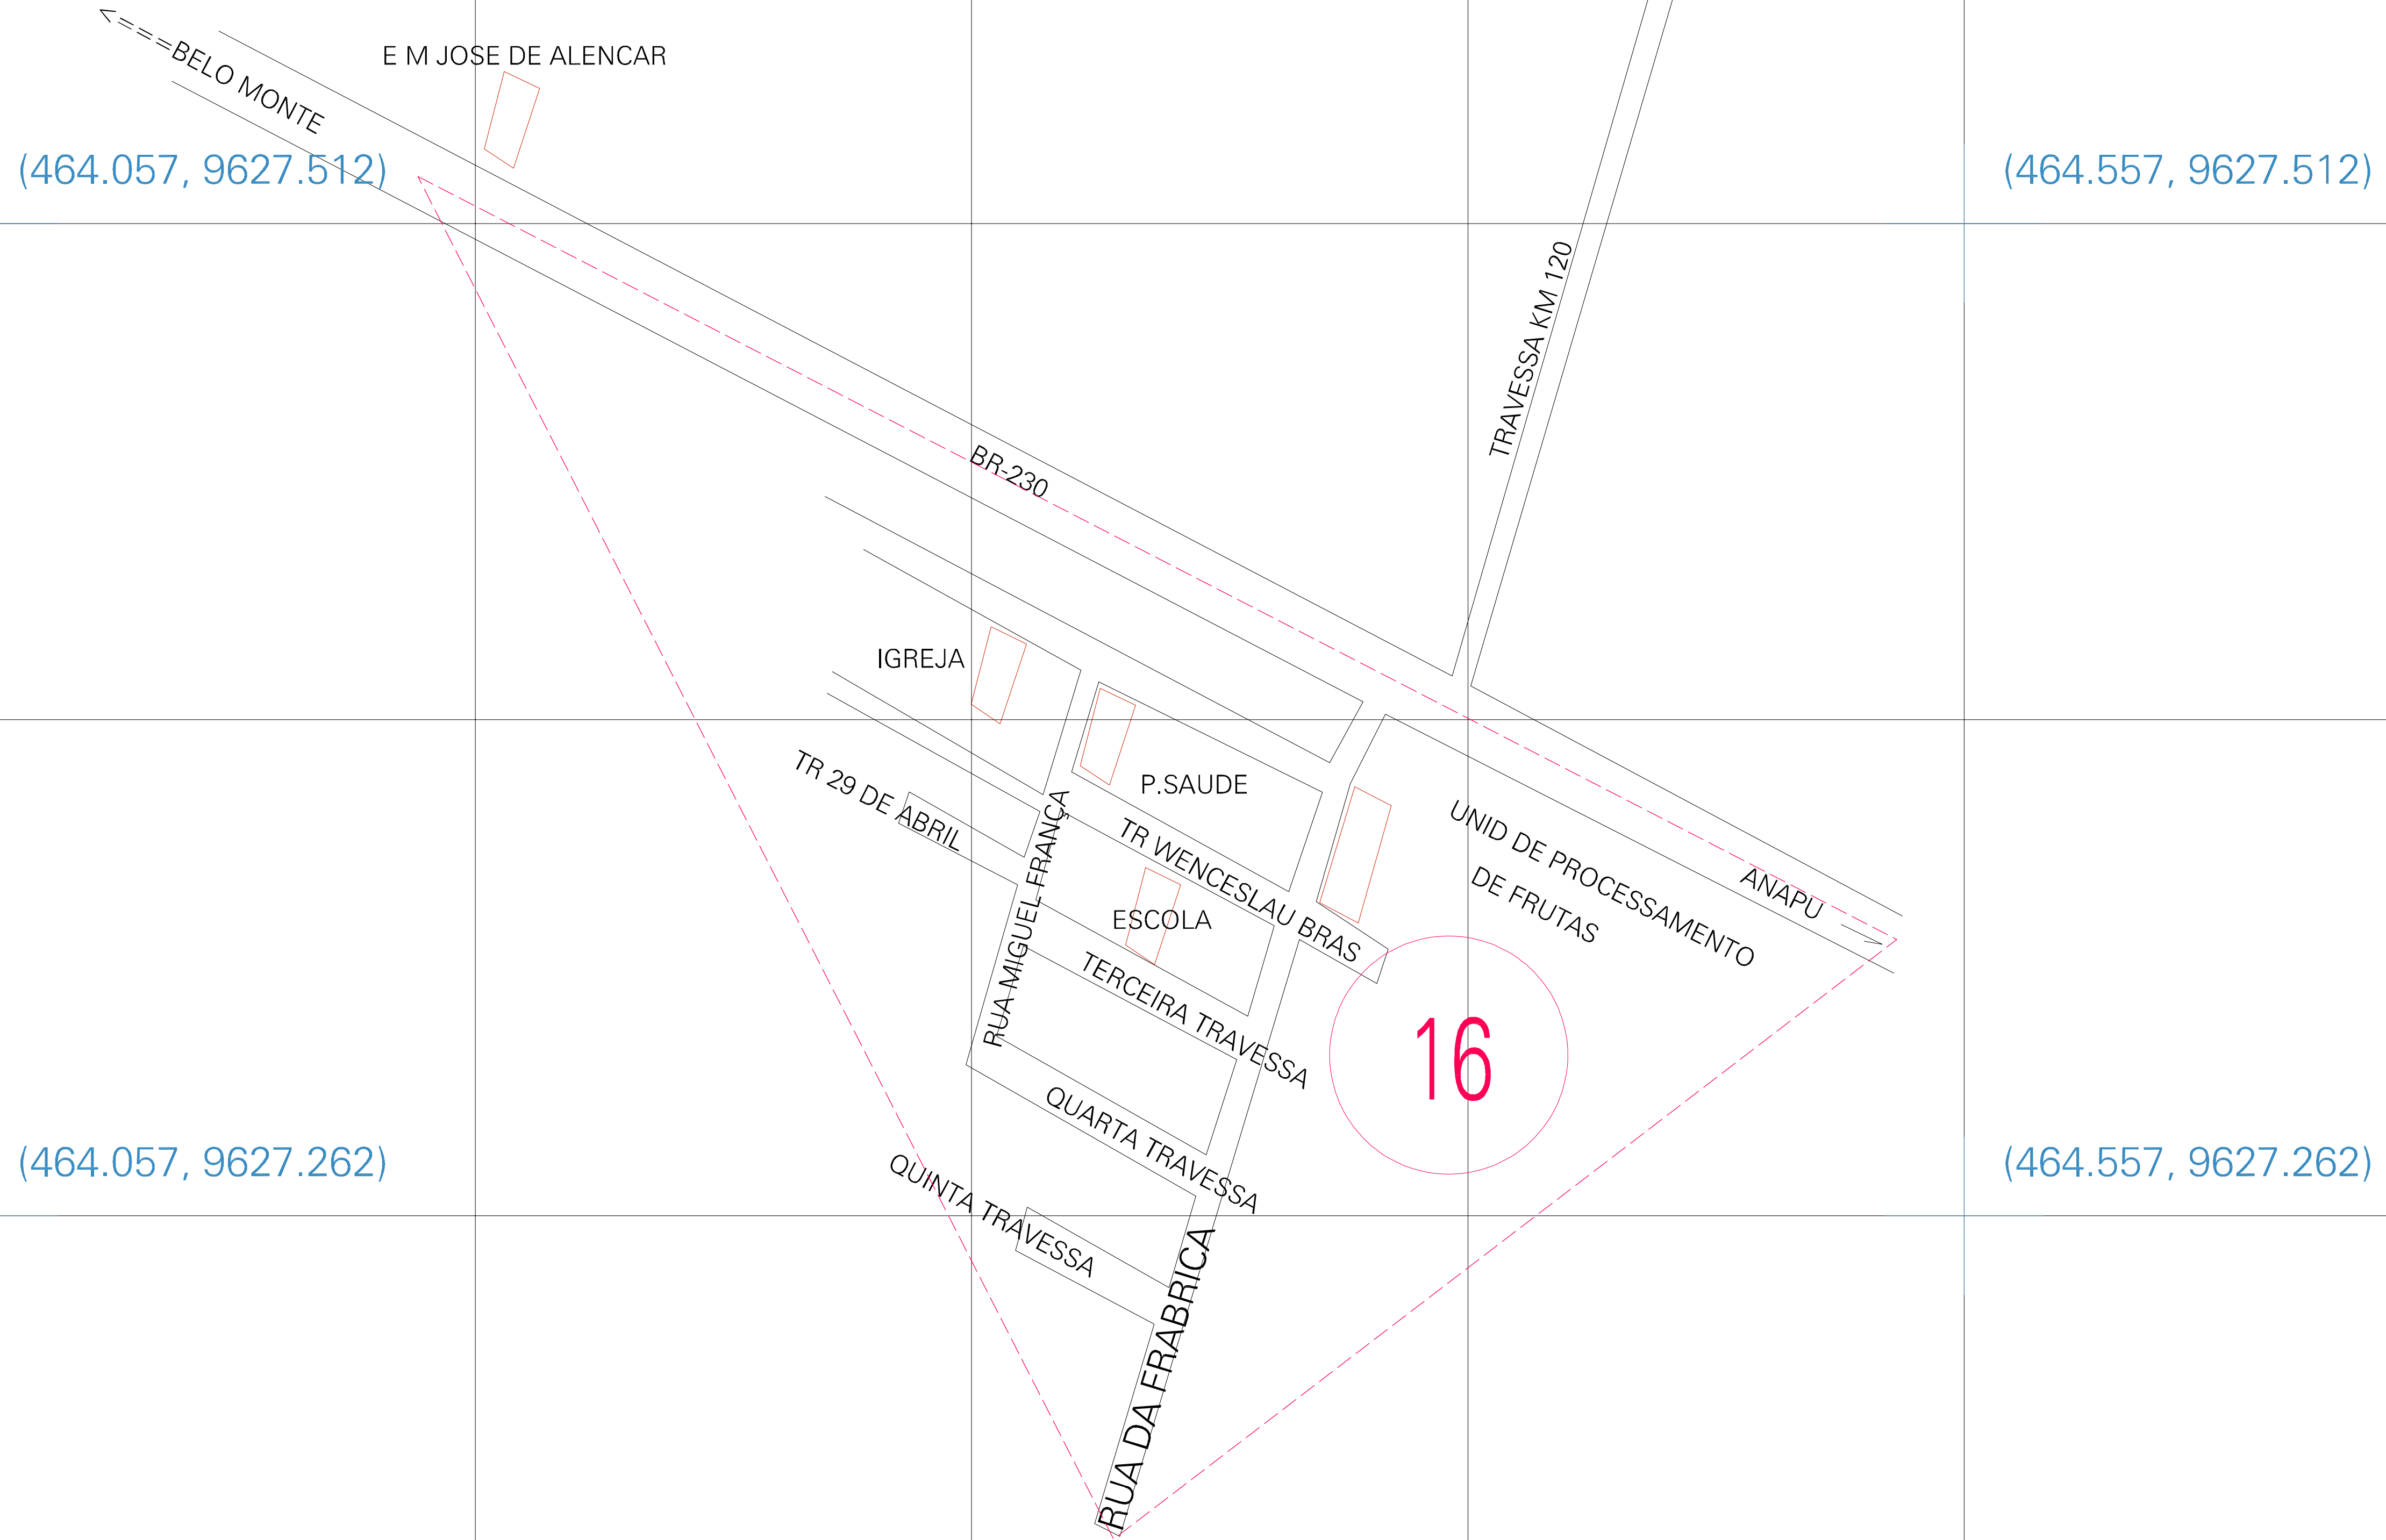 BELO MONTE
E M JOSE DE ALENCAR
(464.057, 9627.512)
(464.557, 9627.512)
TRAVESSA KM 120
BR-230
IGREJA
P.SAUDE
TR 29 DE ABRIL
RUA MIGUEL FRANÇA
TR WENCESLAU BRAS
UNID DE PROCESSAMENTO
DE FRUTAS
ANAPU
ESCOLA
TERCEIRA TRAVESSA
16
QUARTA TRAVESSA
(464.057, 9627.262)
(464.557, 9627.262)
QUINTA TRAVESSA
RUA DA FRABRICA